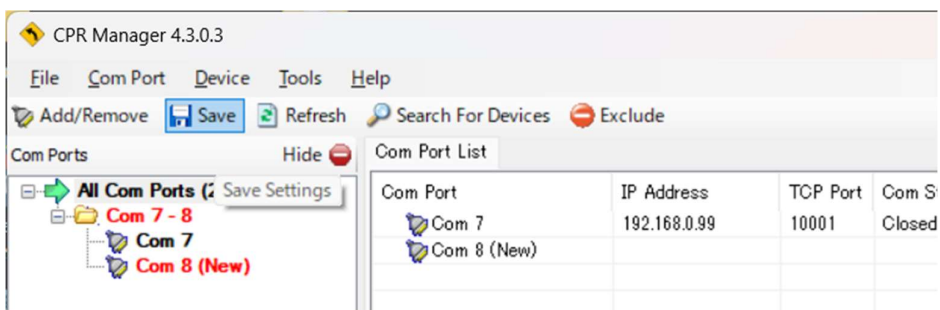 CPR Manager 4.3.0.3
File Com Port Device Tools Help
Add/Remove Save Refresh Search For Devices Exclude
Com Ports Hide
Com Port List
All Com Ports (2
Save Settings
Com 7 - 8
Com 7
Com 8 (New)
Com Port IP Address TCP Port Com S
Com 7 192.168.0.99 10001 Closed
Com 8 (New)